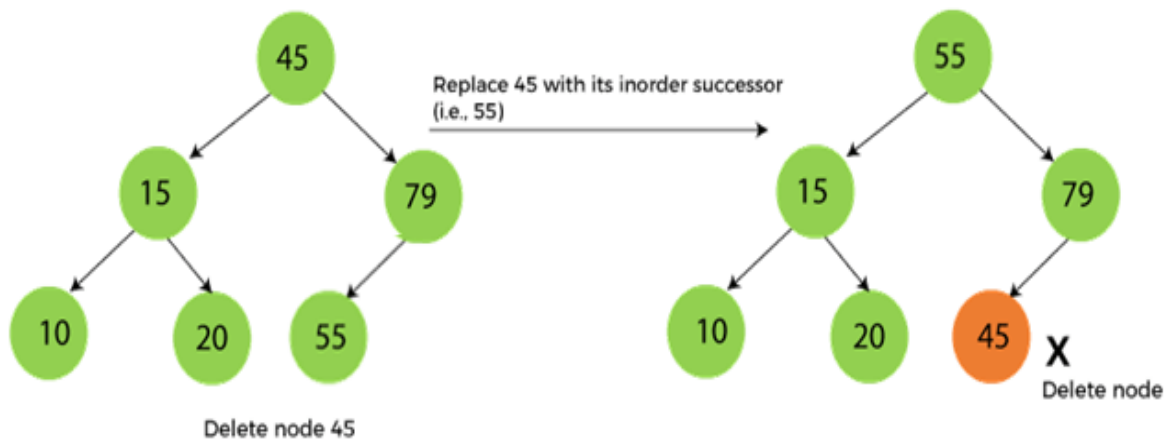 45
55
Replace 45 with its inorder successor
(i.e., 55)
15
79
15
79
10
20
55
10
20
45
X
Delete node
Delete node 45